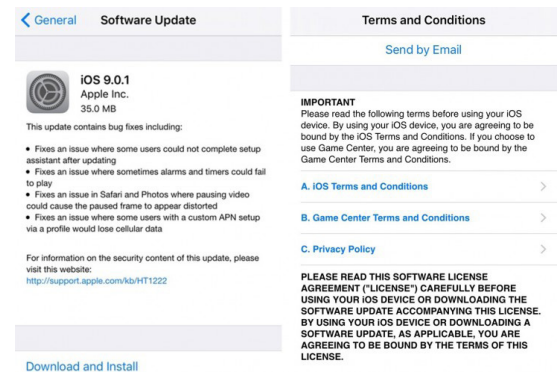 General
Software Update
iOS 9.0.1
Apple Inc.
35.0 MB
This update contains bug fixes including:
• Fixes an issue where some users could not complete setup
assistant after updating
• Fixes an issue where sometimes alarms and timers could fail
to play
• Fixes an issue in Safari and Photos where pausing video
could cause the paused frame to appear distorted
• Fixes an issue where some users with a custom APN setup
via a profile would lose cellular data
For information on the security content of this update, please
visit this website:
http://support.apple.com/kb/HT1222
Download and Install
Terms and Conditions
Send by Email
IMPORTANT
Please read the following terms before using your iOS
device. By using your iOS device, you are agreeing to be
bound by the iOS Terms and Conditions. If you choose to
use Game Center, you are agreeing to be bound by the
Game Center Terms and Conditions.
A. iOS Terms and Conditions
B. Game Center Terms and Conditions
C. Privacy Policy
PLEASE READ THIS SOFTWARE LICENSE
AGREEMENT ("LICENSE") CAREFULLY BEFORE
USING YOUR iOS DEVICE OR DOWNLOADING THE
SOFTWARE UPDATE ACCOMPANYING THIS LICENSE.
BY USING YOUR iOS DEVICE OR DOWNLOADING A
SOFTWARE UPDATE, AS APPLICABLE, YOU ARE
AGREEING TO BE BOUND BY THE TERMS OF THIS
LICENSE.